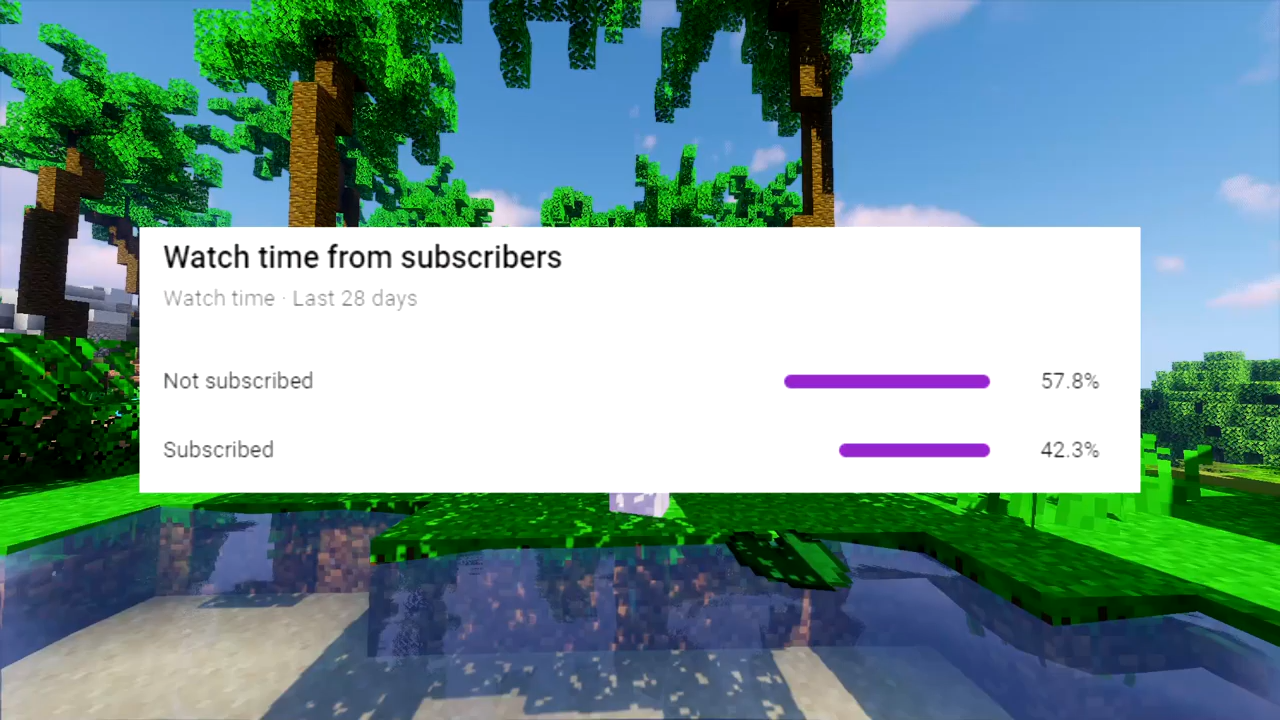 Watch time from subscribers
Watch time · Last 28 days
Not subscribed 57.8%
Subscribed 42.3%